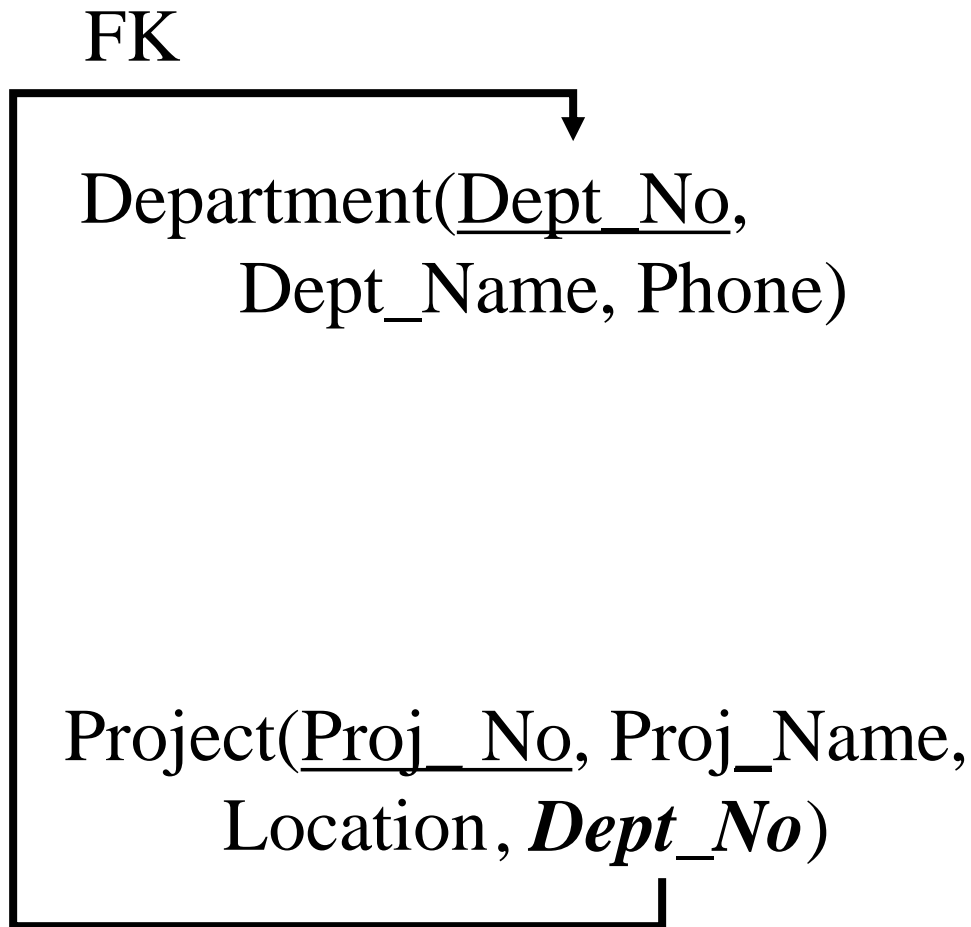 FK
Department(Dept_No,
Dept_Name, Phone)
Project(Proj_ No, Proj_Name,
Location, Dept_No)